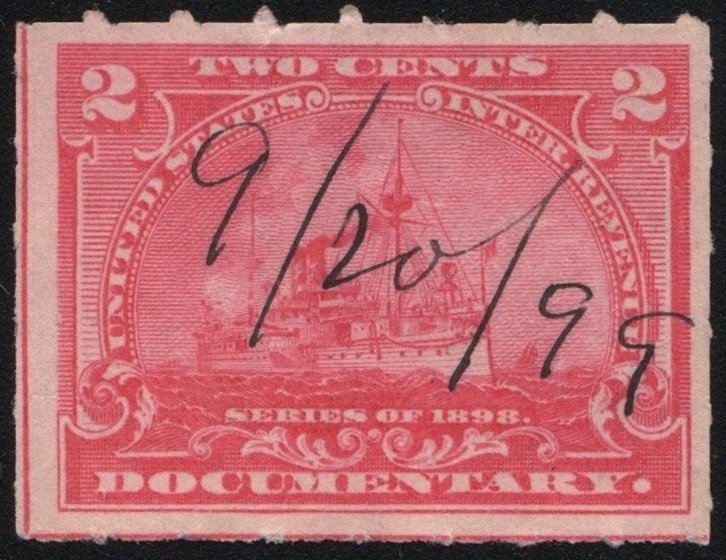 TWO CENTS
2 2
UNITED STATES INTER. REVENUE
9/20/99
SERIES OF 1898.
DOCUMENTARY.